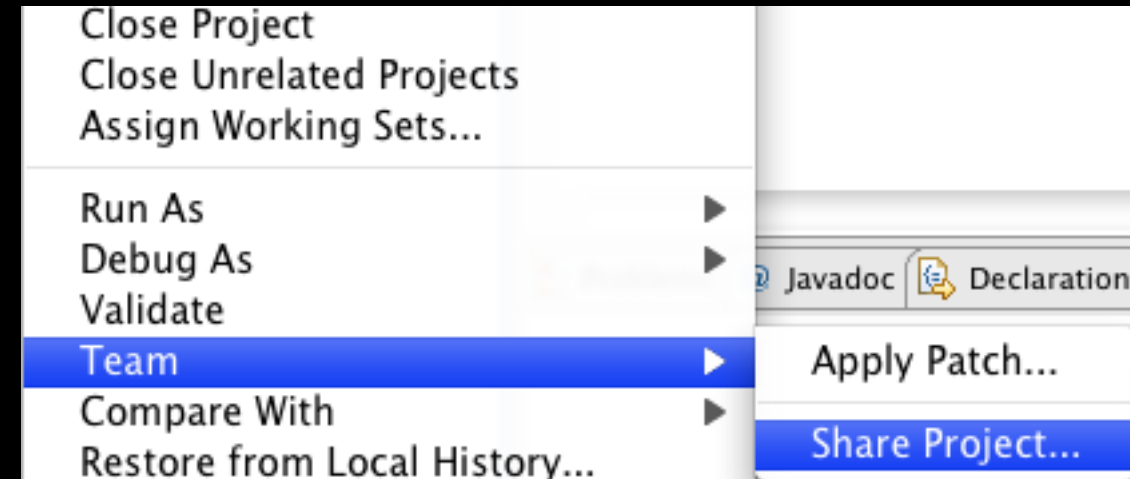 Close Project
Close Unrelated Projects
Assign Working Sets...
Run As
Debug As
Validate
Team
Compare With
Restore from Local History...
@ Javadoc
Declaration
Apply Patch...
Share Project...